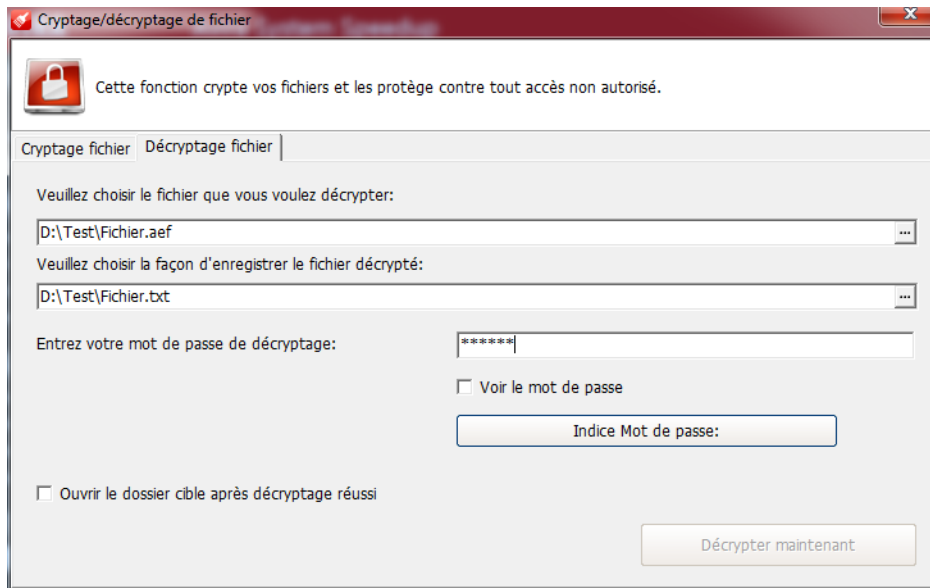 Cryptage/décryptage de fichier
System Speedup
Cette fonction crypte vos fichiers et les protège contre tout accès non autorisé.
Cryptage fichier Décryptage fichier
Veuillez choisir le fichier que vous voulez décrypter:
D:\Test\Fichier.aef ...
Veuillez choisir la façon d'enregistrer le fichier décrypté:
D:\Test\Fichier.txt ...
Entrez votre mot de passe de décryptage: ******
Voir le mot de passe
Indice Mot de passe:
Ouvrir le dossier cible après décryptage réussi
Décrypter maintenant